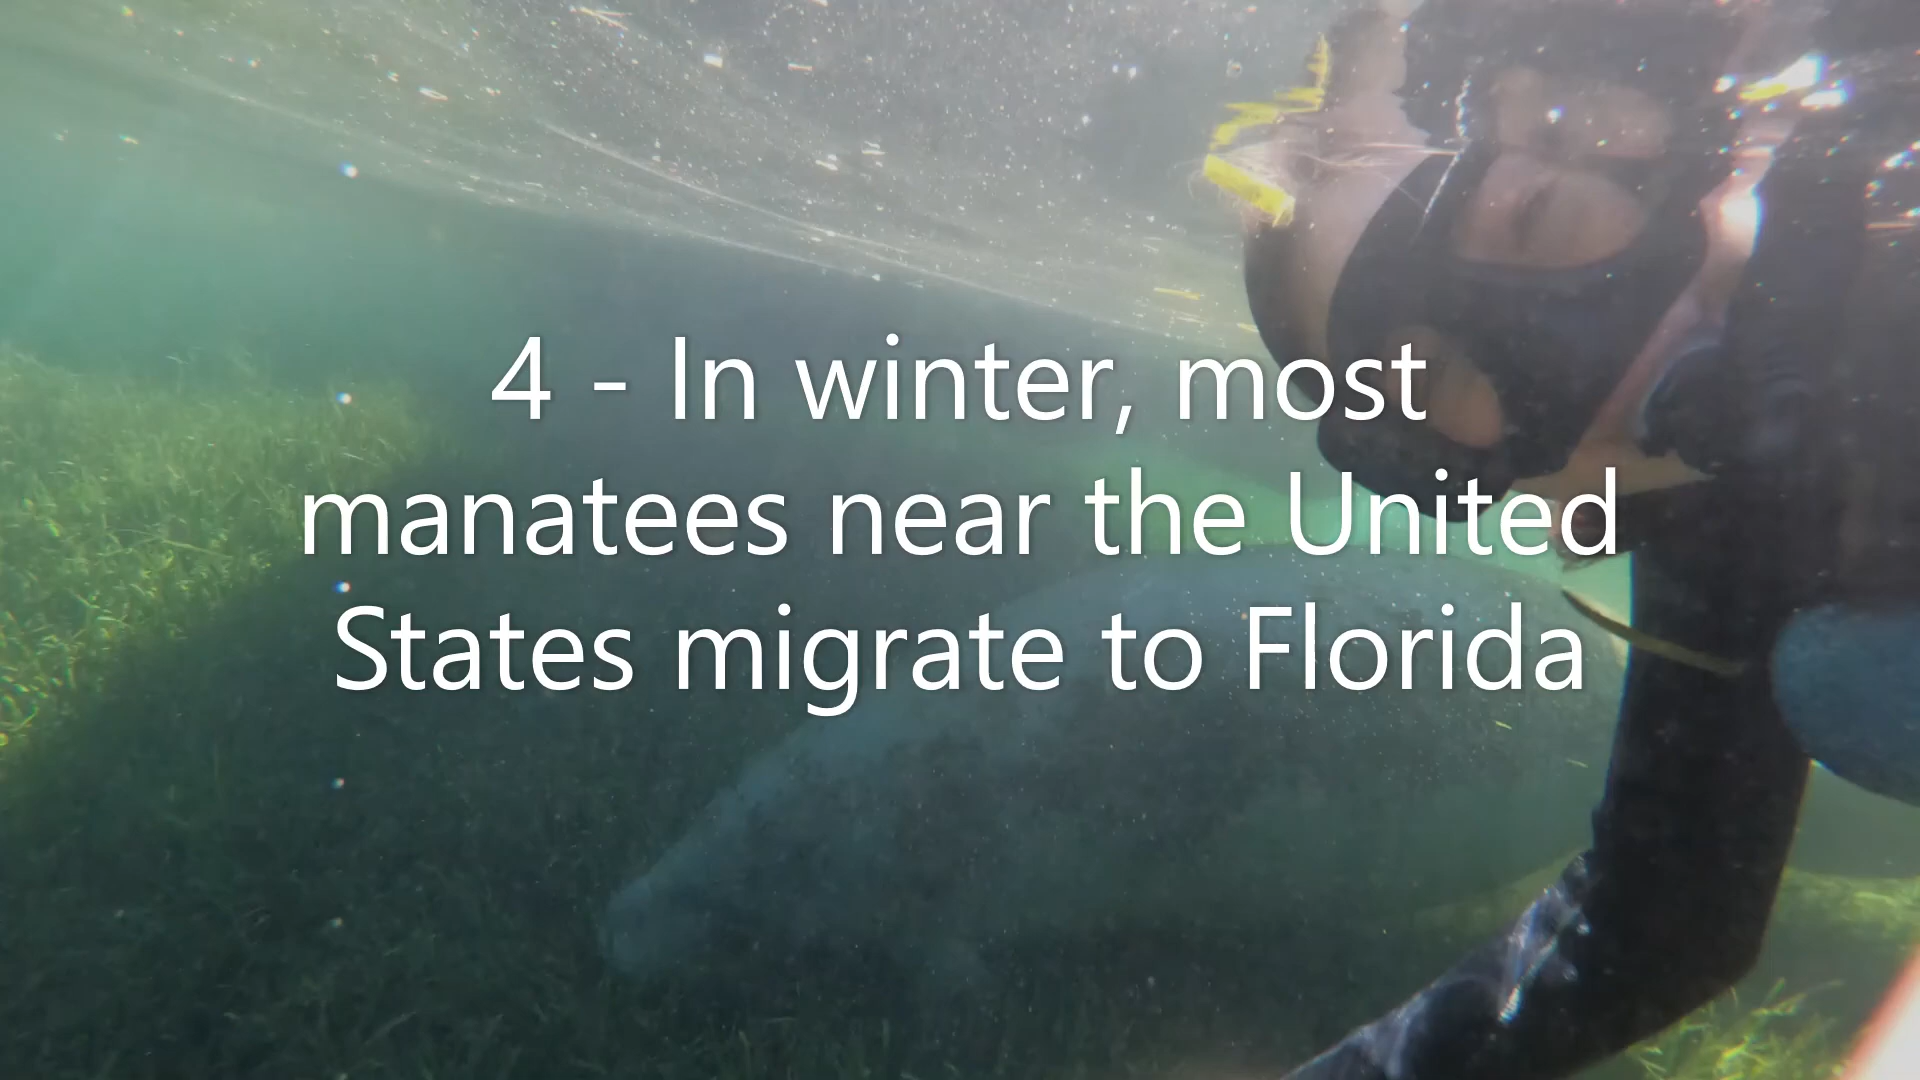 4 - In winter, most
manatees near the United
States migrate to Florida